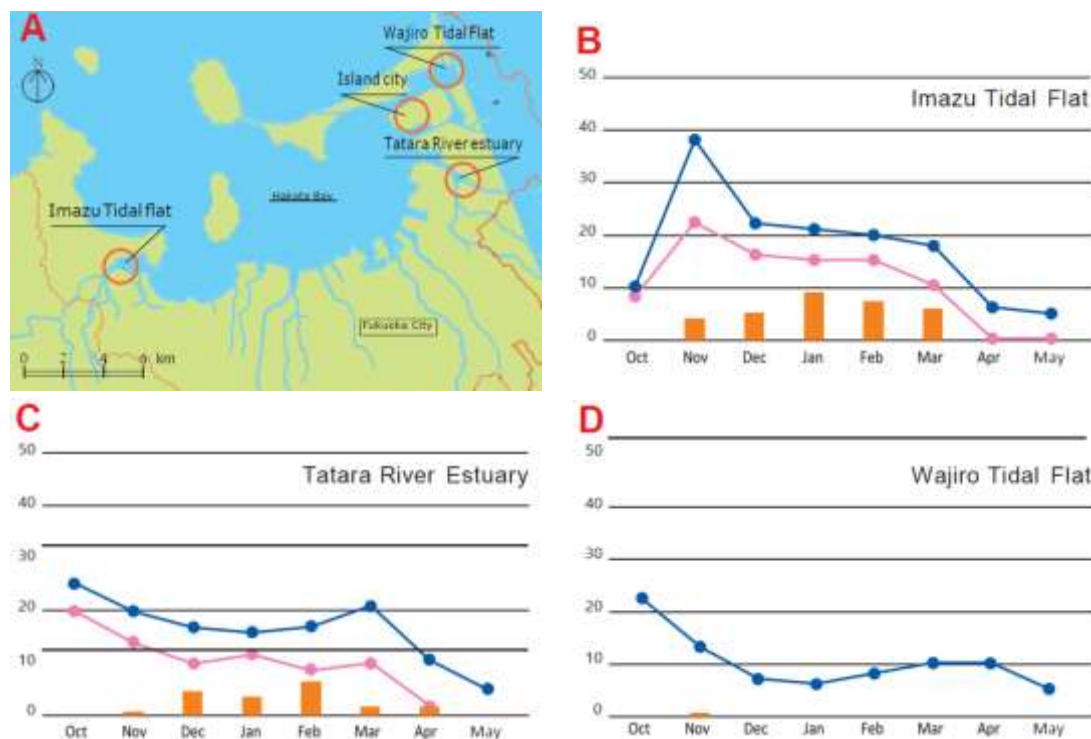 A
Wajiro Tidal Flat
N
Island city
Tatara River estuary
Hakata Bay
Imazu Tidal flat
Fukuoka City
0 2 4 6 km
B
50
Imazu Tidal Flat
40
30
20
10
0
Oct Nov Dec Jan Feb Mar Apr May
C
50
Tatara River Estuary
40
30
20
10
0
Oct Nov Dec Jan Feb Mar Apr May
D
50
Wajiro Tidal Flat
40
30
20
10
0
Oct Nov Dec Jan Feb Mar Apr May